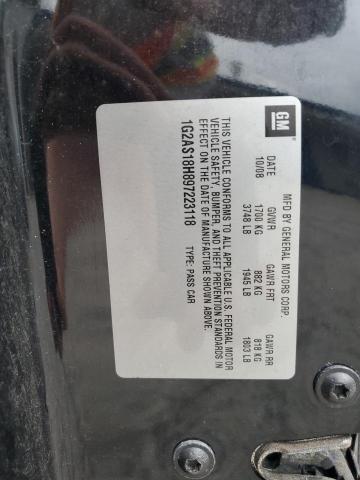 GM
MFD BY GENERAL MOTORS CORP.
DATE GVWR GAWR FRT GAWR RR
10/08 1700 KG 882 KG 818 KG
3748 LB 1945 LB 1803 LB
THIS VEHICLE CONFORMS TO ALL APPLICABLE U.S. FEDERAL MOTOR
VEHICLE SAFETY, BUMPER, AND THEFT PREVENTION STANDARDS IN
EFFECT ON THE DATE OF MANUFACTURE SHOWN ABOVE.
1G2AS18H897223118 TYPE: PASS CAR